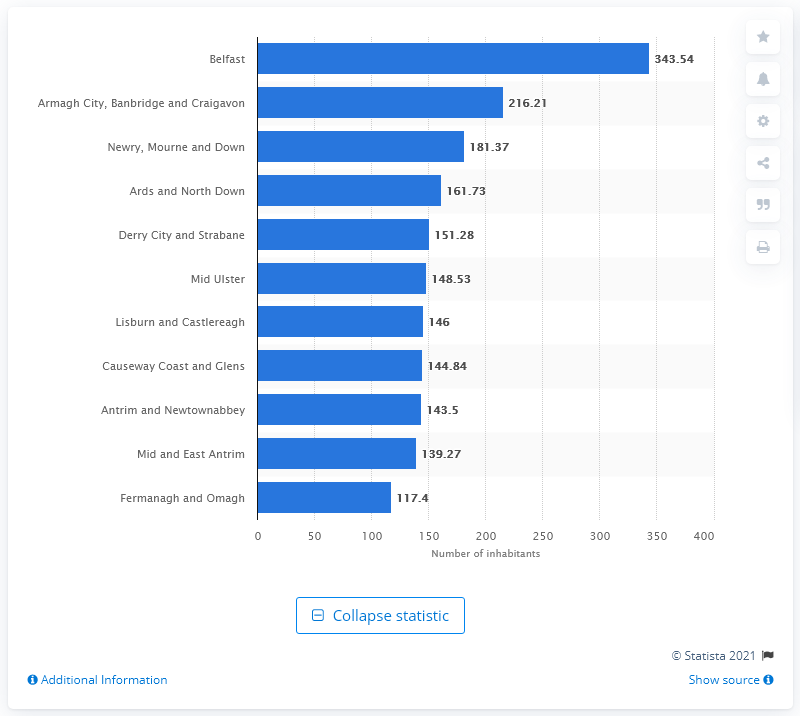 Belfast 343.54
Armagh City, Banbridge and Craigavon 216.21
Newry, Mourne and Down 181.37
Ards and North Down 161.73
Derry City and Strabane 151.28
Mid Ulster 148.53
Lisburn and Castlereagh 146
Causeway Coast and Glens 144.84
Antrim and Newtownabbey 143.5
Mid and East Antrim 139.27
Fermanagh and Omagh 117.4
0 50 100 150 200 250 300 350 400
Number of inhabitants
Collapse statistic
© Statista 2021
Additional Information Show source